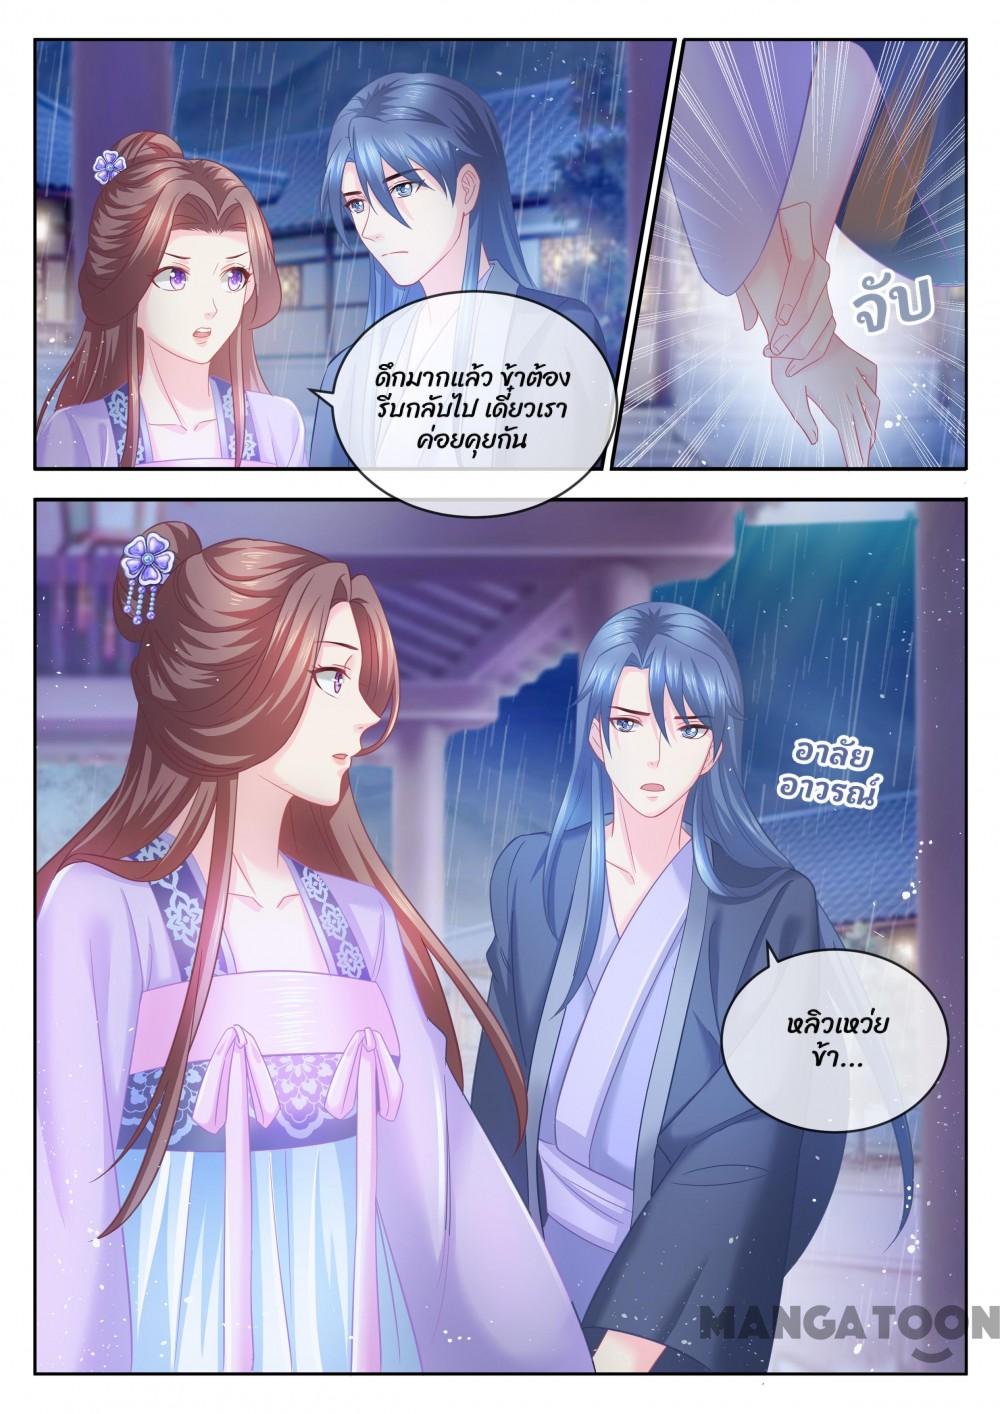 ดึกมากแล้ว ข้าต้อง
รีบกลับไป เดี๋ยวเรา
ค่อยคุยกัน
จับ
อาลัย
อาวรณ์
หลิวเหว่ย
ข้า...
MANGATOON